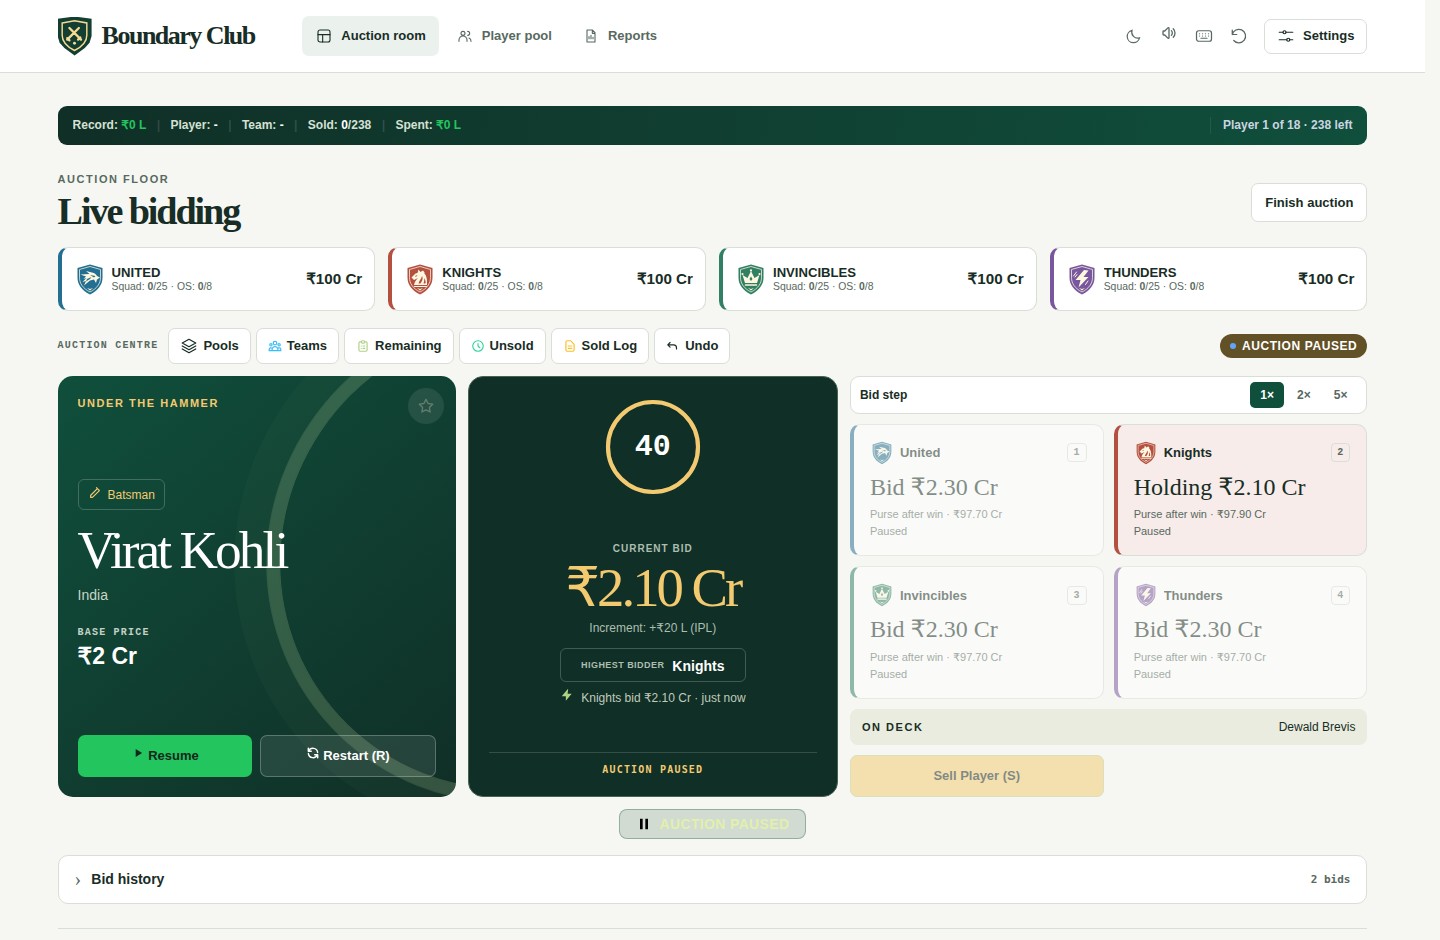 Boundary Club
Auction room
Player pool
Reports
Settings
Record: ₹0 L | Player: - | Team: - | Sold: 0/238 | Spent: ₹0 L
Player 1 of 18 · 238 left
AUCTION FLOOR
Live bidding
Finish auction
UNITED
Squad: 0/25 · OS: 0/8
₹100 Cr
KNIGHTS
Squad: 0/25 · OS: 0/8
₹100 Cr
INVINCIBLES
Squad: 0/25 · OS: 0/8
₹100 Cr
THUNDERS
Squad: 0/25 · OS: 0/8
₹100 Cr
AUCTION CENTRE
Pools
Teams
Remaining
Unsold
Sold Log
Undo
AUCTION PAUSED
UNDER THE HAMMER
Batsman
Virat Kohli
India
BASE PRICE
₹2 Cr
Resume
Restart (R)
40
CURRENT BID
₹2.10 Cr
Increment: +₹20 L (IPL)
HIGHEST BIDDER Knights
Knights bid ₹2.10 Cr · just now
AUCTION PAUSED
Bid step
1×
2×
5×
United
1
Bid ₹2.30 Cr
Purse after win · ₹97.70 Cr
Paused
Knights
2
Holding ₹2.10 Cr
Purse after win · ₹97.90 Cr
Paused
Invincibles
3
Bid ₹2.30 Cr
Purse after win · ₹97.70 Cr
Paused
Thunders
4
Bid ₹2.30 Cr
Purse after win · ₹97.70 Cr
Paused
ON DECK
Dewald Brevis
Sell Player (S)
AUCTION PAUSED
Bid history
2 bids